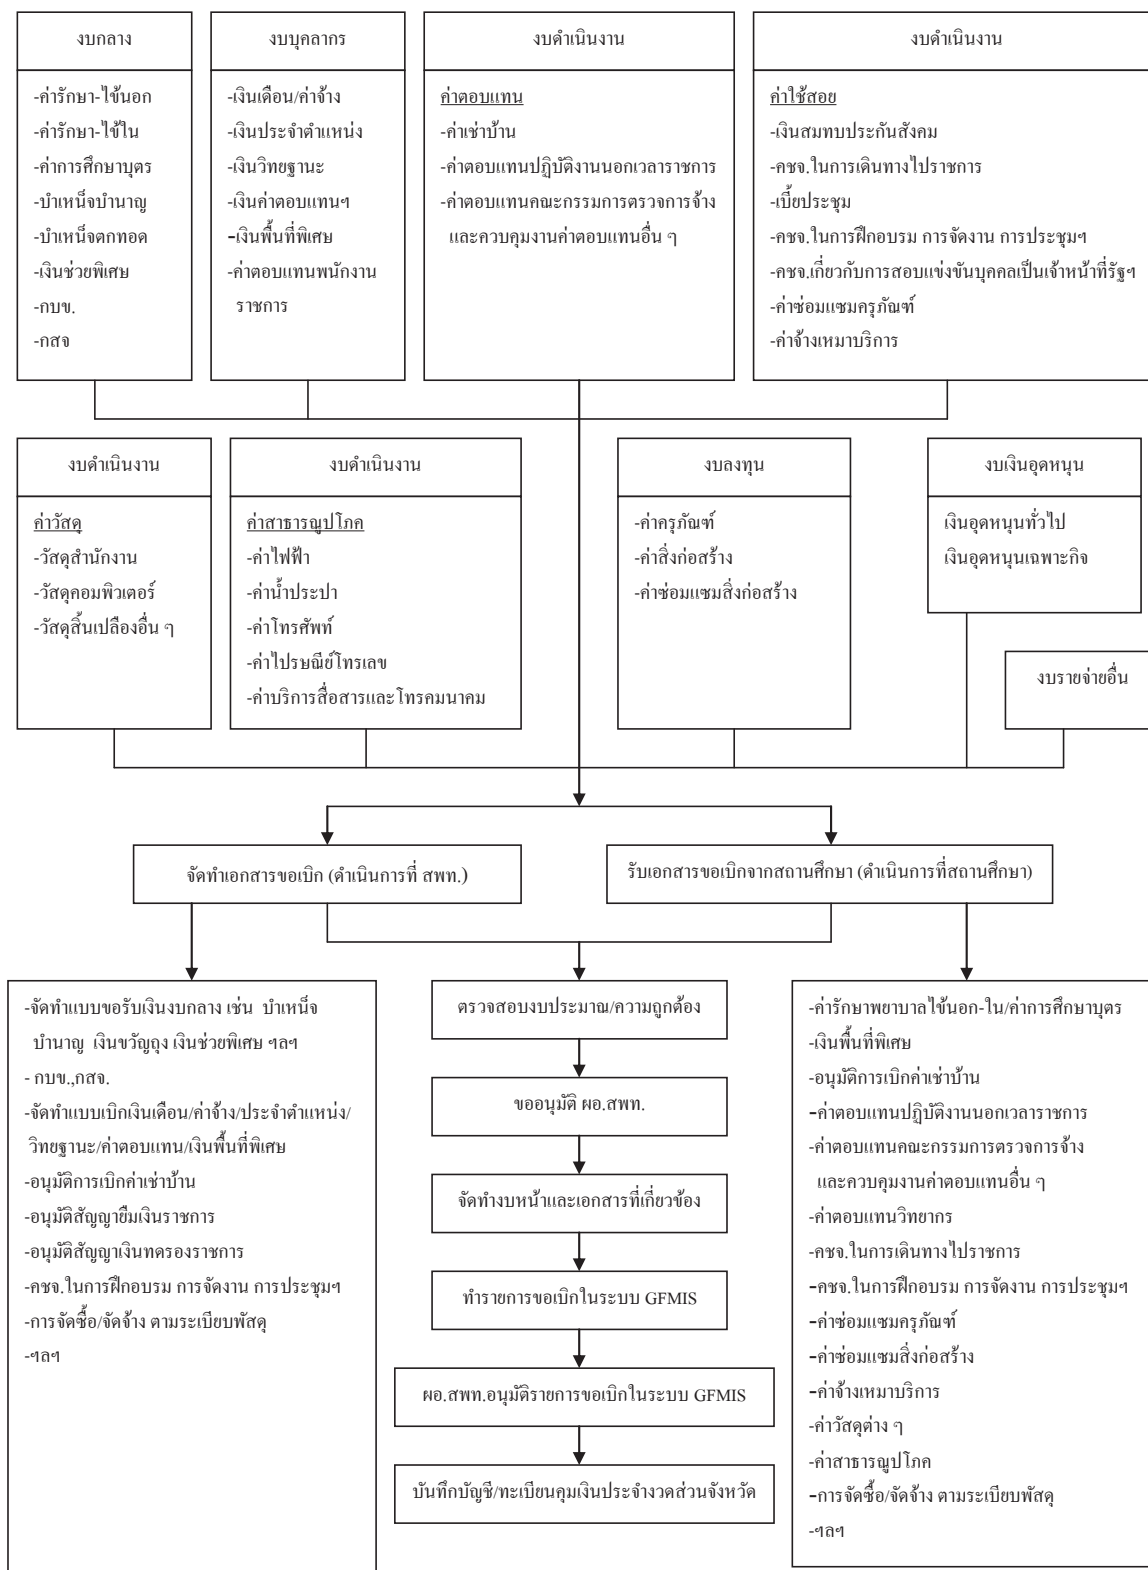 งบกลาง
-ค่ารักษา-ไข้นอก
-ค่ารักษา-ไข้ใน
-ค่าการศึกษาบุตร
-บำเหน็จบำนาญ
-บำเหน็จตกทอด
-เงินช่วยพิเศษ
-กบข.
-กสจ
งบบุคลากร
-เงินเดือน/ค่าจ้าง
-เงินประจำตำแหน่ง
-เงินวิทยฐานะ
-เงินค่าตอบแทนฯ
-เงินพื้นที่พิเศษ
-ค่าตอบแทนพนักงาน
ราชการ
งบดำเนินงาน
ค่าตอบแทน
-ค่าเช่าบ้าน
-ค่าตอบแทนปฏิบัติงานนอกเวลาราชการ
-ค่าตอบแทนคณะกรรมการตรวจการจ้าง
และควบคุมงานค่าตอบแทนอื่น ๆ
งบดำเนินงาน
ค่าใช้สอย
-เงินสมทบประกันสังคม
-คชจ.ในการเดินทางไปราชการ
-เบี้ยประชุม
-คชจ.ในการฝึกอบรม การจัดงาน การประชุมฯ
-คชจ.เกี่ยวกับการสอบแข่งขันบุคคลเป็นเจ้าหน้าที่รัฐฯ
-ค่าซ่อมแซมครุภัณฑ์
-ค่าจ้างเหมาบริการ
งบดำเนินงาน
ค่าวัสดุ
-วัสดุสำนักงาน
-วัสดุคอมพิวเตอร์
-วัสดุสิ้นเปลืองอื่น ๆ
งบดำเนินงาน
ค่าสาธารณูปโภค
-ค่าไฟฟ้า
-ค่าน้ำประปา
-ค่าโทรศัพท์
-ค่าไปรษณีย์โทรเลข
-ค่าบริการสื่อสารและโทรคมนาคม
งบลงทุน
-ค่าครุภัณฑ์
-ค่าสิ่งก่อสร้าง
-ค่าซ่อมแซมสิ่งก่อสร้าง
งบเงินอุดหนุน
เงินอุดหนุนทั่วไป
เงินอุดหนุนเฉพาะกิจ
งบรายจ่ายอื่น
จัดทำเอกสารขอเบิก (ดำเนินการที่ สพท.)
รับเอกสารขอเบิกจากสถานศึกษา (ดำเนินการที่สถานศึกษา)
-จัดทำแบบขอรับเงินงบกลาง เช่น บำเหน็จ
บำนาญ เงินขวัญถุง เงินช่วยพิเศษ ฯลฯ
- กบข.,กสจ.
-จัดทำแบบเบิกเงินเดือน/ค่าจ้าง/ประจำตำแหน่ง/
วิทยฐานะ/ค่าตอบแทน/เงินพื้นที่พิเศษ
-อนุมัติการเบิกค่าเช่าบ้าน
-อนุมัติสัญญายืมเงินราชการ
-อนุมัติสัญญาเงินทดรองราชการ
-คชจ.ในการฝึกอบรม การจัดงาน การประชุมฯ
-การจัดซื้อ/จัดจ้าง ตามระเบียบพัสดุ
-ฯลฯ
ตรวจสอบงบประมาณ/ความถูกต้อง
ขออนุมัติ ผอ.สพท.
จัดทำงบหน้าและเอกสารที่เกี่ยวข้อง
ทำรายการขอเบิกในระบบ GFMIS
ผอ.สพท.อนุมัติรายการขอเบิกในระบบ GFMIS
บันทึกบัญชี/ทะเบียนคุมเงินประจำงวดส่วนจังหวัด
-ค่ารักษาพยาบาลไข้นอก-ใน/ค่าการศึกษาบุตร
-เงินพื้นที่พิเศษ
-อนุมัติการเบิกค่าเช่าบ้าน
-ค่าตอบแทนปฏิบัติงานนอกเวลาราชการ
-ค่าตอบแทนคณะกรรมการตรวจการจ้าง
และควบคุมงานค่าตอบแทนอื่น ๆ
-ค่าตอบแทนวิทยากร
-คชจ.ในการเดินทางไปราชการ
-คชจ.ในการฝึกอบรม การจัดงาน การประชุมฯ
-ค่าซ่อมแซมครุภัณฑ์
-ค่าซ่อมแซมสิ่งก่อสร้าง
-ค่าจ้างเหมาบริการ
-ค่าวัสดุต่าง ๆ
-ค่าสาธารณูปโภค
-การจัดซื้อ/จัดจ้าง ตามระเบียบพัสดุ
-ฯลฯ